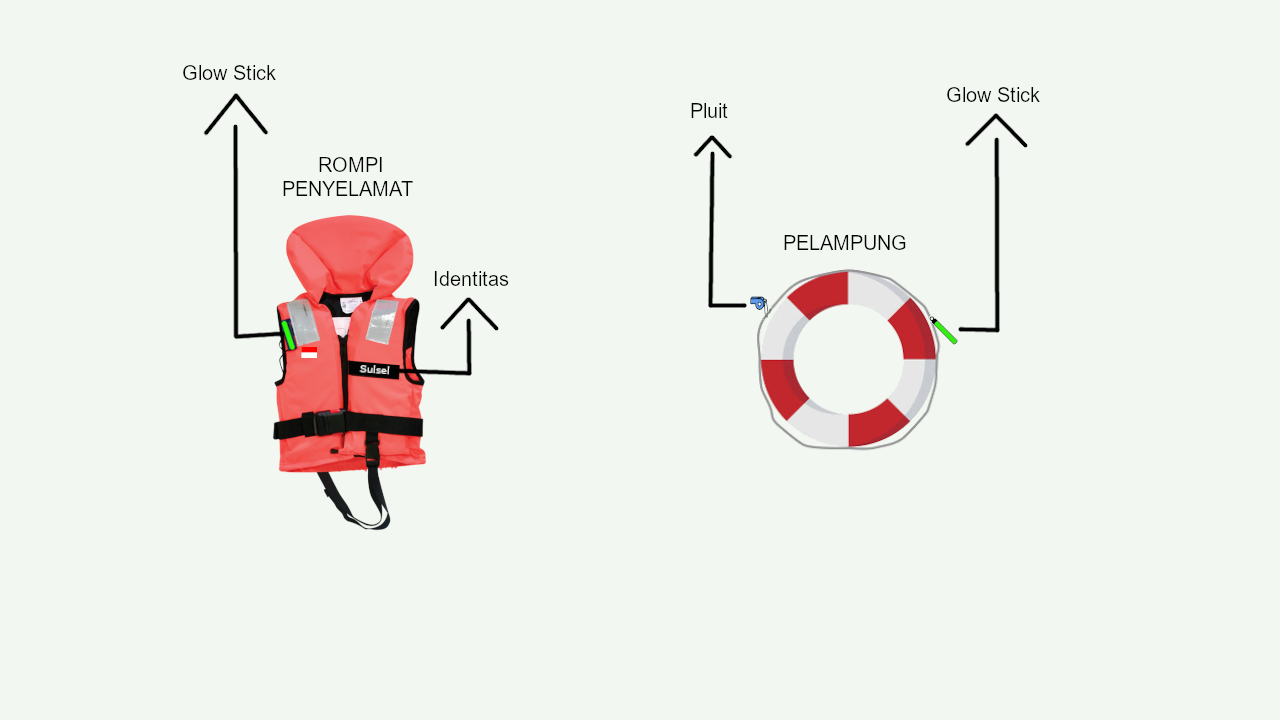 Glow Stick
ROMPI
PENYELAMAT
Identitas
Sulsel
Pluit
Glow Stick
PELAMPUNG